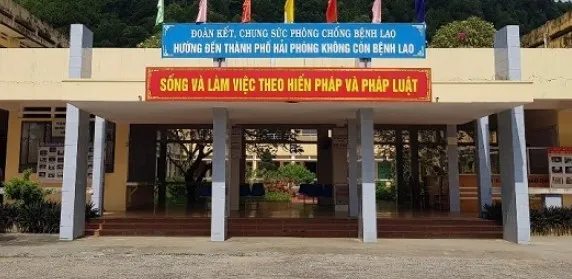 ĐOÀN KẾT, CHUNG SỨC PHÒNG CHỐNG BỆNH LAO
HƯỚNG ĐẾN THÀNH PHỐ HẢI PHÒNG KHÔNG CÒN BỆNH LAO
SỐNG VÀ LÀM VIỆC THEO HIẾN PHÁP VÀ PHÁP LUẬT